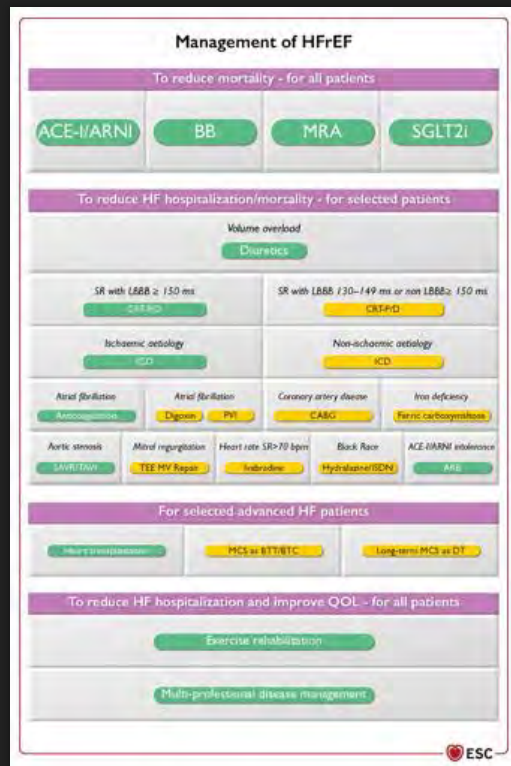 Management of HFrEF
To reduce mortality - for all patients
ACE-I/ARNI BB MRA SGLT2i
To reduce HF hospitalization/mortality - for selected patients
Volume overload
Diuretics
SR with LBBB ≥ 150 ms SR with LBBB 130–149 ms or non LBBB ≥ 150 ms
CRT-P/D CRT-P/D
Ischaemic aetiology Non-ischaemic aetiology
ICD ICD
Atrial fibrillation Atrial fibrillation Coronary artery disease Iron deficiency
Anticoagulation Digoxin PVI CABG Ferric carboxymaltose
Aortic stenosis Mitral regurgitation Heart rate SR>70 bpm Black Race ACE-I/ARNI intolerance
SAVR/TAVI TEE MV Repair Ivabradine Hydralazine/ISDN ARB
For selected advanced HF patients
Heart transplantation MCS as BTT/BTC Long-term MCS as DT
To reduce HF hospitalization and improve QOL - for all patients
Exercise rehabilitation
Multi-professional disease management
ESC